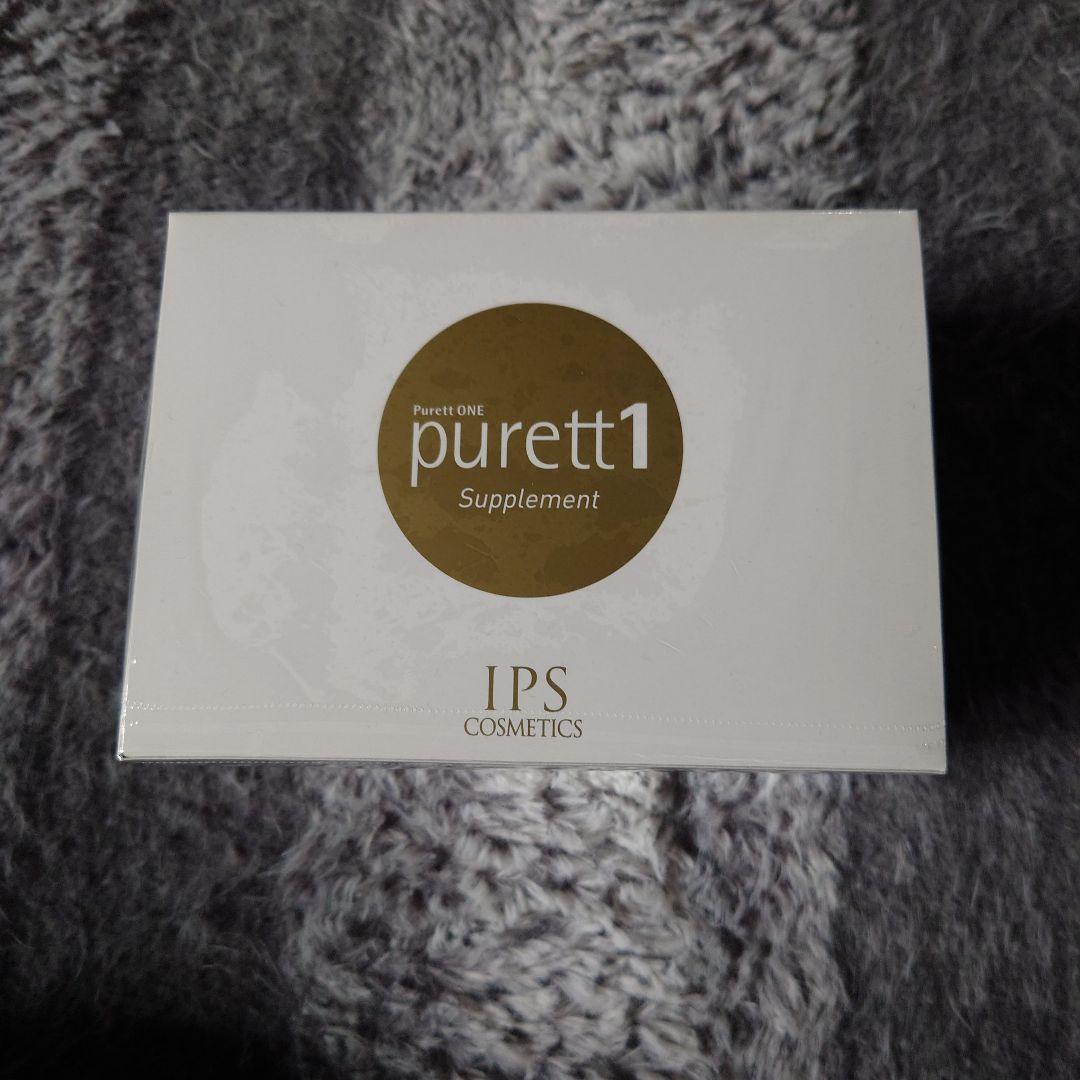 Purett ONE
purett1
Supplement
IPS
COSMETICS